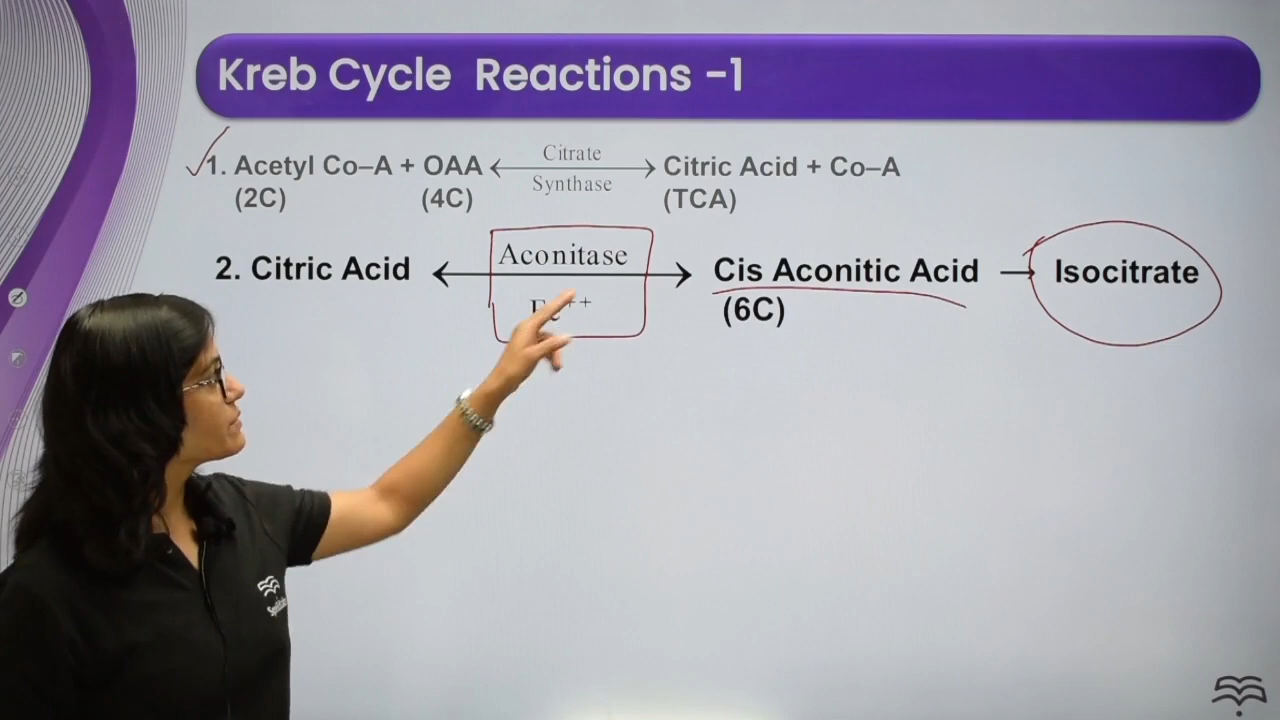 Kreb Cycle Reactions -1
1. Acetyl Co–A + OAA Citrate Synthase Citric Acid + Co–A
(2C) (4C) (TCA)
2. Citric Acid Aconitase Cis Aconitic Acid → Isocitrate
++
(6C)